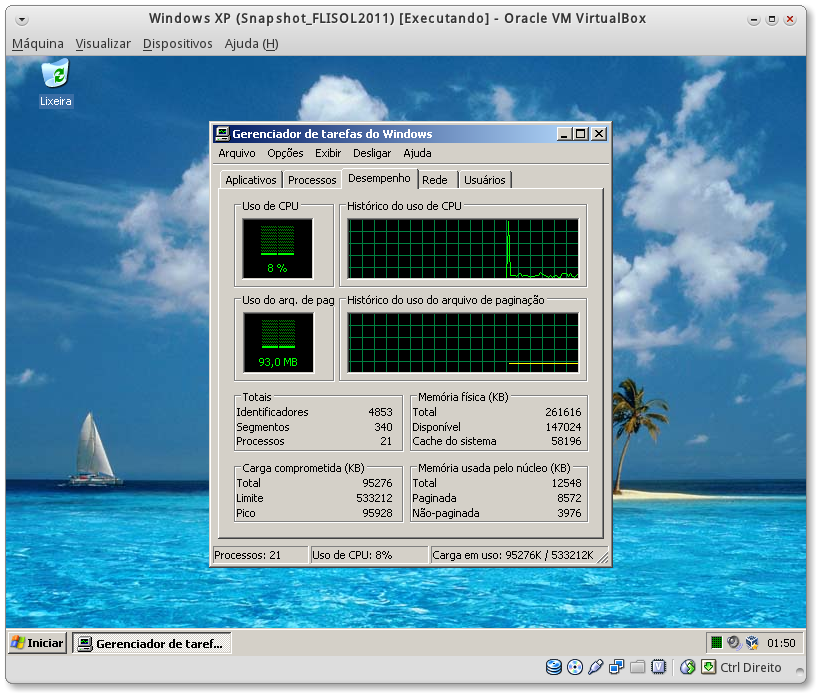 Windows XP (Snapshot_FLISOL2011) [Executando] - Oracle VM VirtualBox
Máquina Visualizar Dispositivos Ajuda (H)
Lixeira
Gerenciador de tarefas do Windows
Arquivo Opções Exibir Desligar Ajuda
Aplicativos Processos Desempenho Rede Usuários
Uso de CPU Histórico do uso de CPU
8 %
Uso do arq. de pag Histórico do uso do arquivo de paginação
93,0 MB
Totais
Identificadores 4853
Segmentos 340
Processos 21
Memória física (KB)
Total 261616
Disponível 147024
Cache do sistema 58196
Carga comprometida (KB)
Total 95276
Limite 533212
Pico 95928
Memória usada pelo núcleo (KB)
Total 12548
Paginada 8572
Não-paginada 3976
Processos: 21 Uso de CPU: 8% Carga em uso: 95276K / 533212K
Iniciar Gerenciador de taref... 01:50
Ctrl Direito